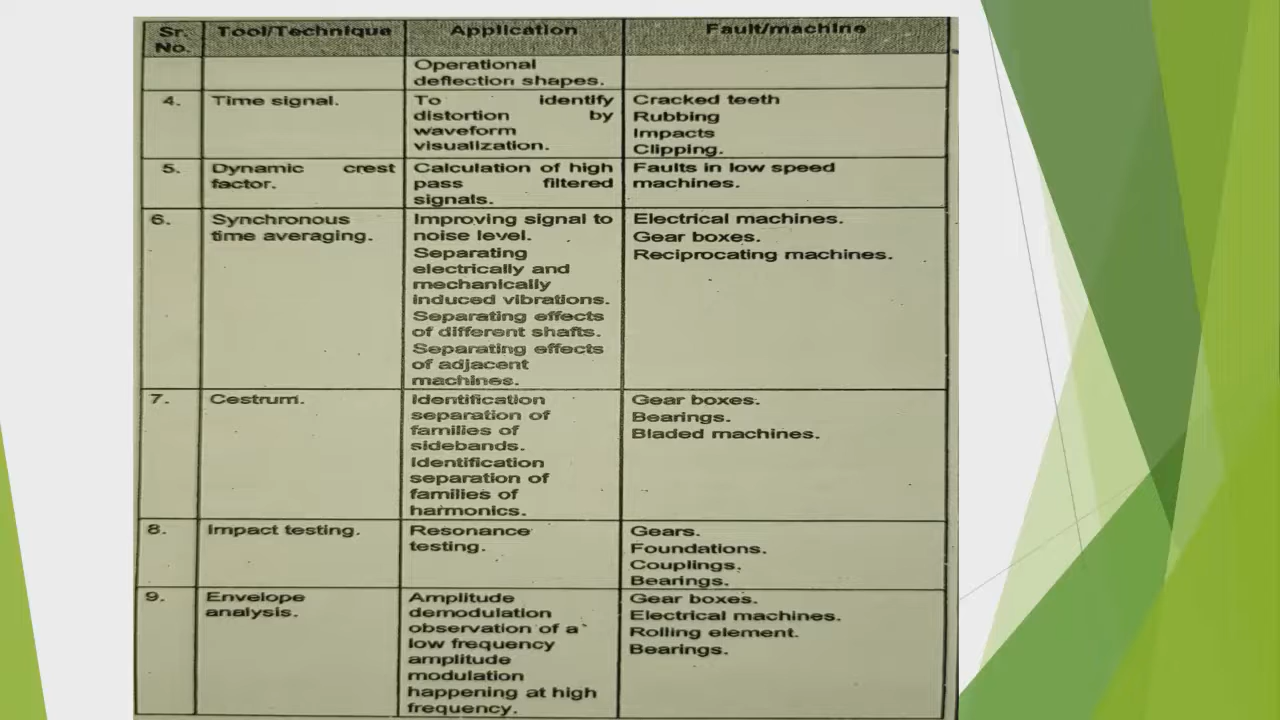 Sr. No. Tool/Technique Application Fault/machine
Operational
deflection shapes.
4. Time signal. To identify Cracked teeth
distortion by Rubbing
waveform Impacts
visualization. Clipping.
5. Dynamic crest Calculation of high Faults in low speed
factor. pass filtered machines.
signals.
6. Synchronous Improving signal to Electrical machines.
time averaging. noise level. Gear boxes.
Separating Reciprocating machines.
electrically and
mechanically
induced vibrations.
Separating effects
of different shafts.
Separating effects
of adjacent
machines.
7. Cestrum. Identification Gear boxes.
separation of Bearings.
families of Bladed machines.
sidebands.
Identification
separation of
families of
harmonics.
8. Impact testing. Resonance Gears.
testing. Foundations.
Couplings.
Bearings.
9. Envelope Amplitude Gear boxes.
analysis. demodulation Electrical machines.
observation of a Rolling element.
low frequency Bearings.
amplitude
modulation
happening at high
frequency.